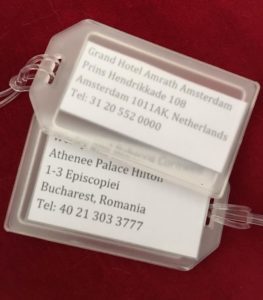 Grand Hotel Amrath Amsterdam
Prins Hendrikkade 108
Amsterdam 1011AK, Netherlands
Tel: 31 20 552 0000
Athenee Palace Hilton
1-3 Episcopiei
Bucharest, Romania
Tel: 40 21 303 3777